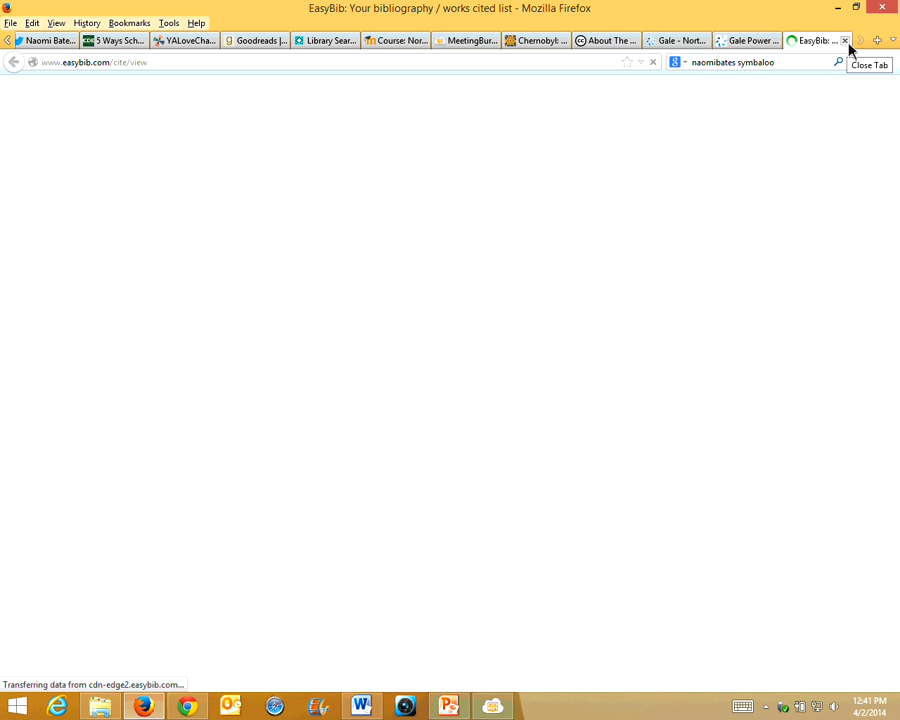 EasyBib: Your bibliography / works cited list - Mozilla Firefox
File Edit View History Bookmarks Tools Help
Naomi Bate... CDE 5 Ways Sch... YALoveCha... g Goodreads |... Library Sear... Course: Nor... MeetingBur... Chernobyl: ... cc About The ... Gale - Nort... Gale Power ... EasyBib: ...
www.easybib.com/cite/view 8 naomibates symbaloo
Close Tab
Transferring data from cdn-edge2.easybib.com...
12:41 PM
4/2/2014